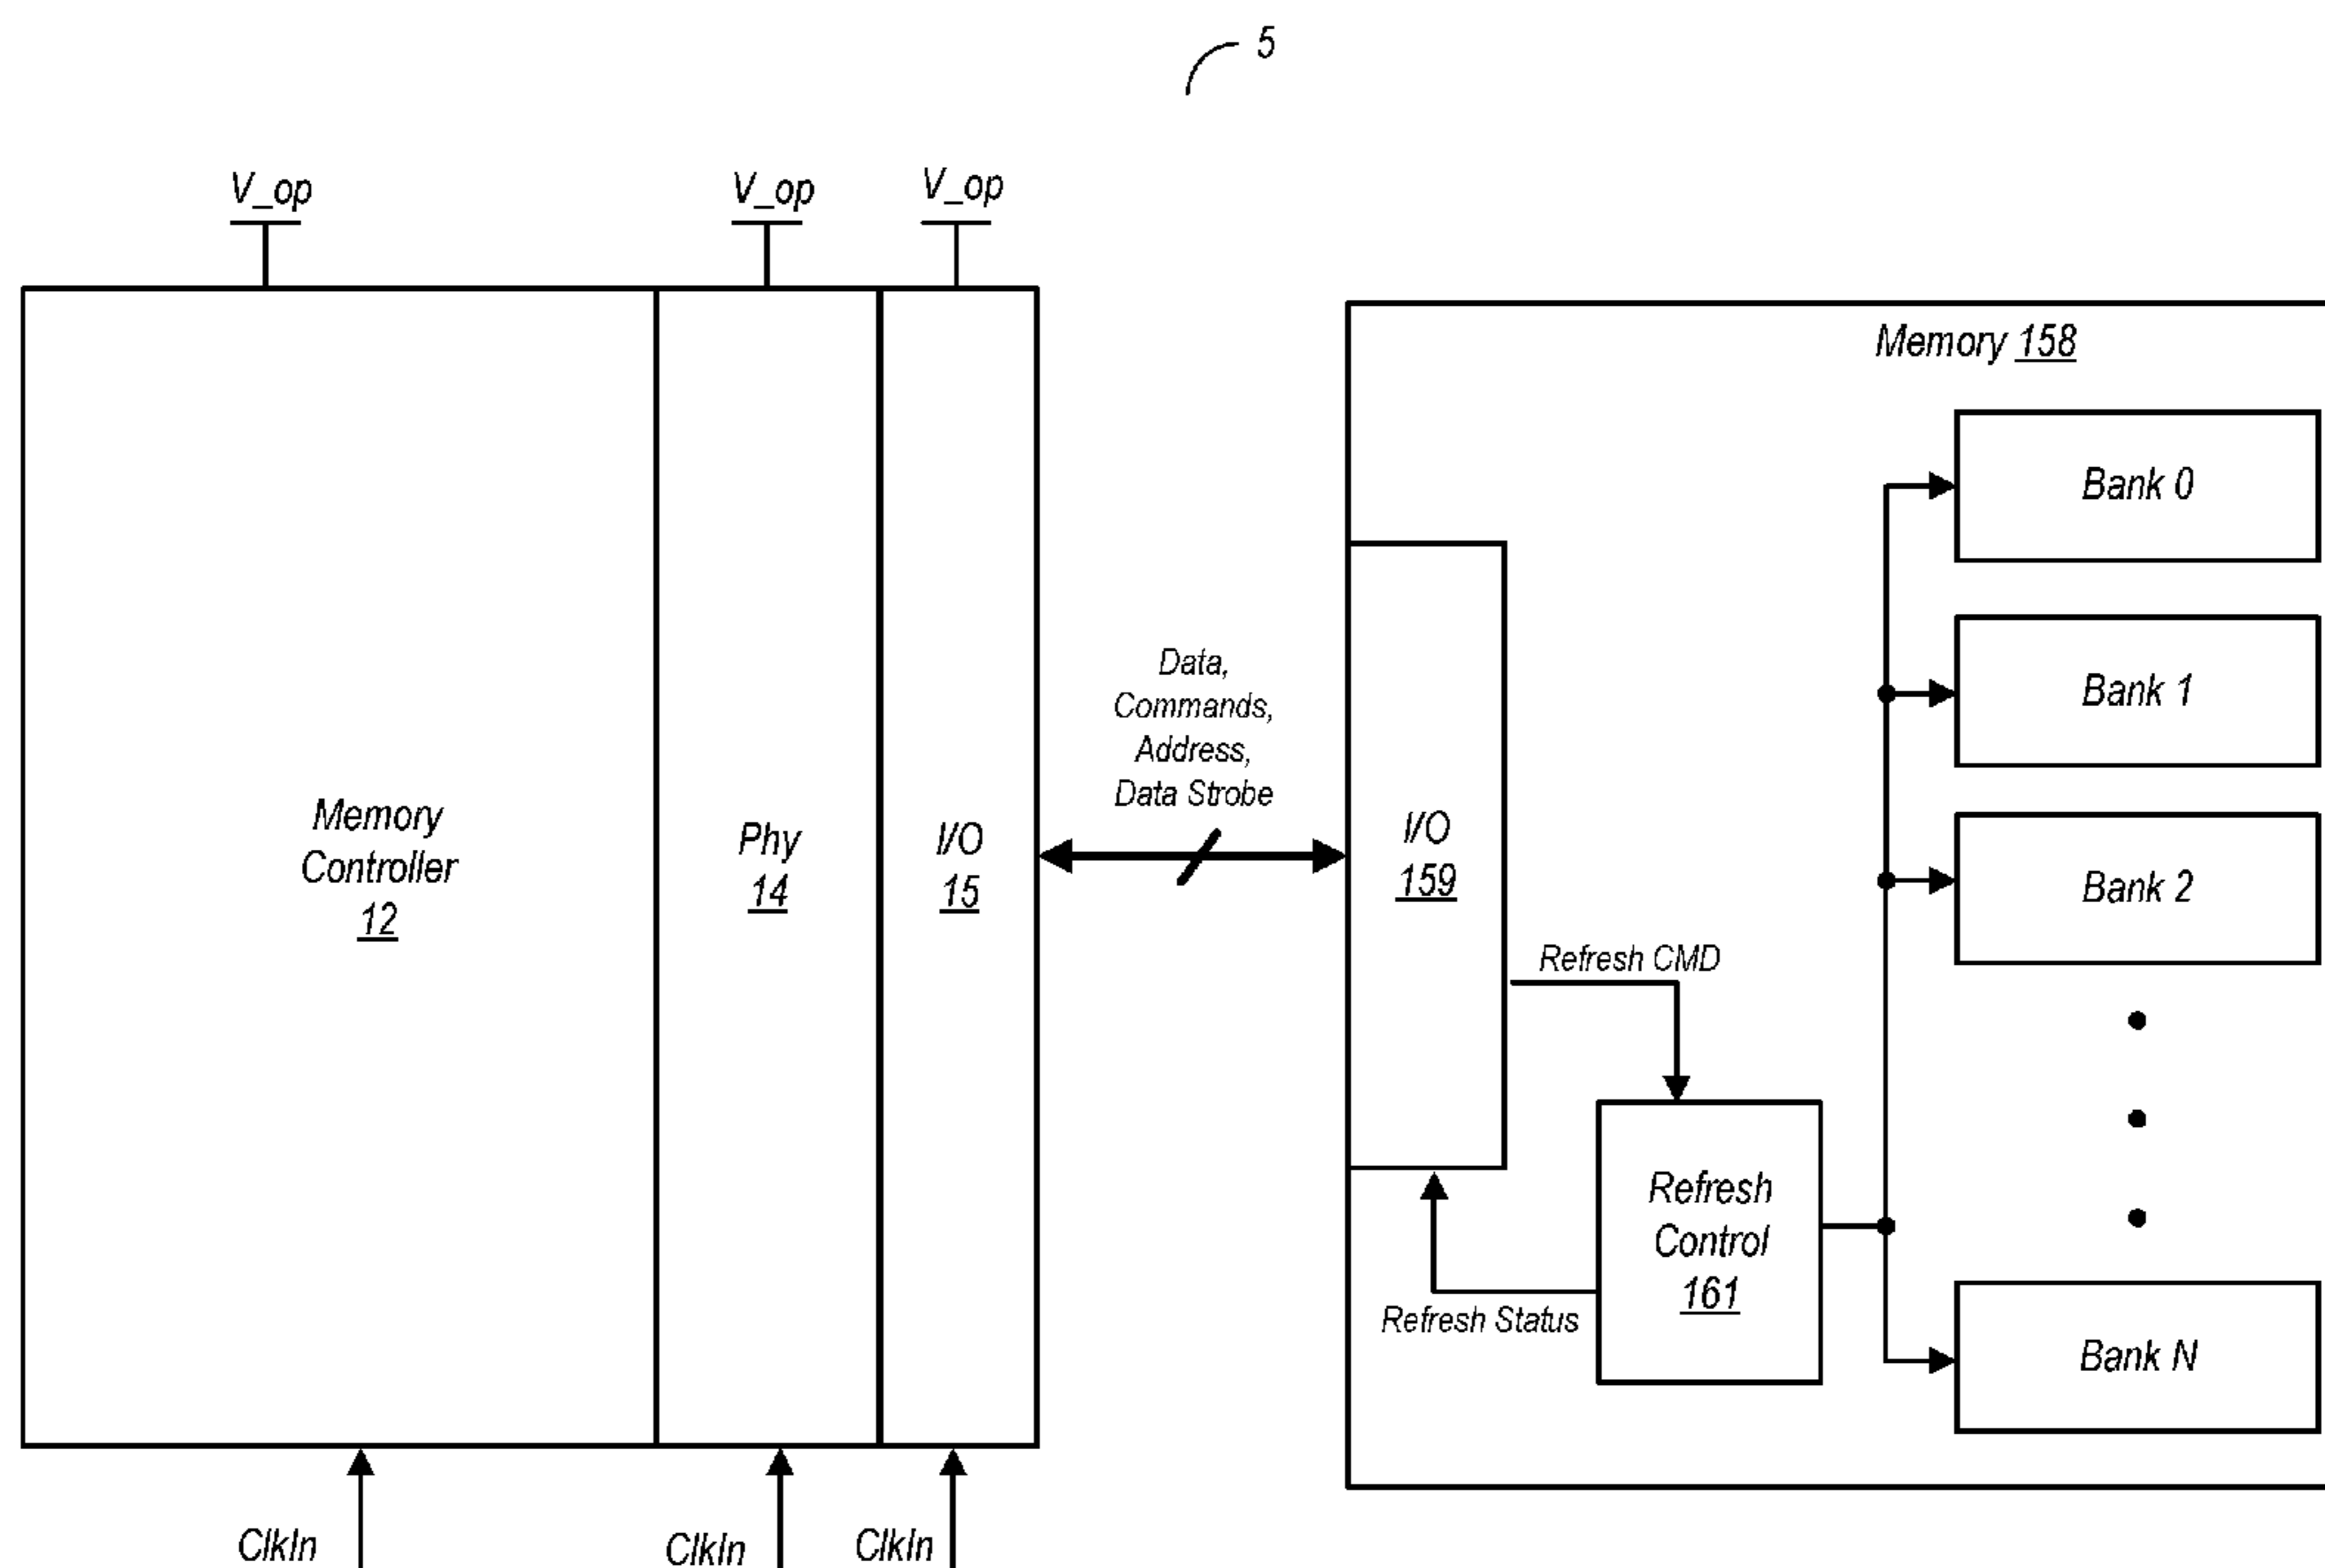 5
V_op
V_op
V_op
Memory 158
Bank 0
Bank 1
Bank 2
Bank N
Memory
Controller
12
Phy
14
I/O
15
Data,
Commands,
Address,
Data Strobe
I/O
159
Refresh CMD
Refresh
Control
161
Refresh Status
ClkIn
ClkIn
ClkIn